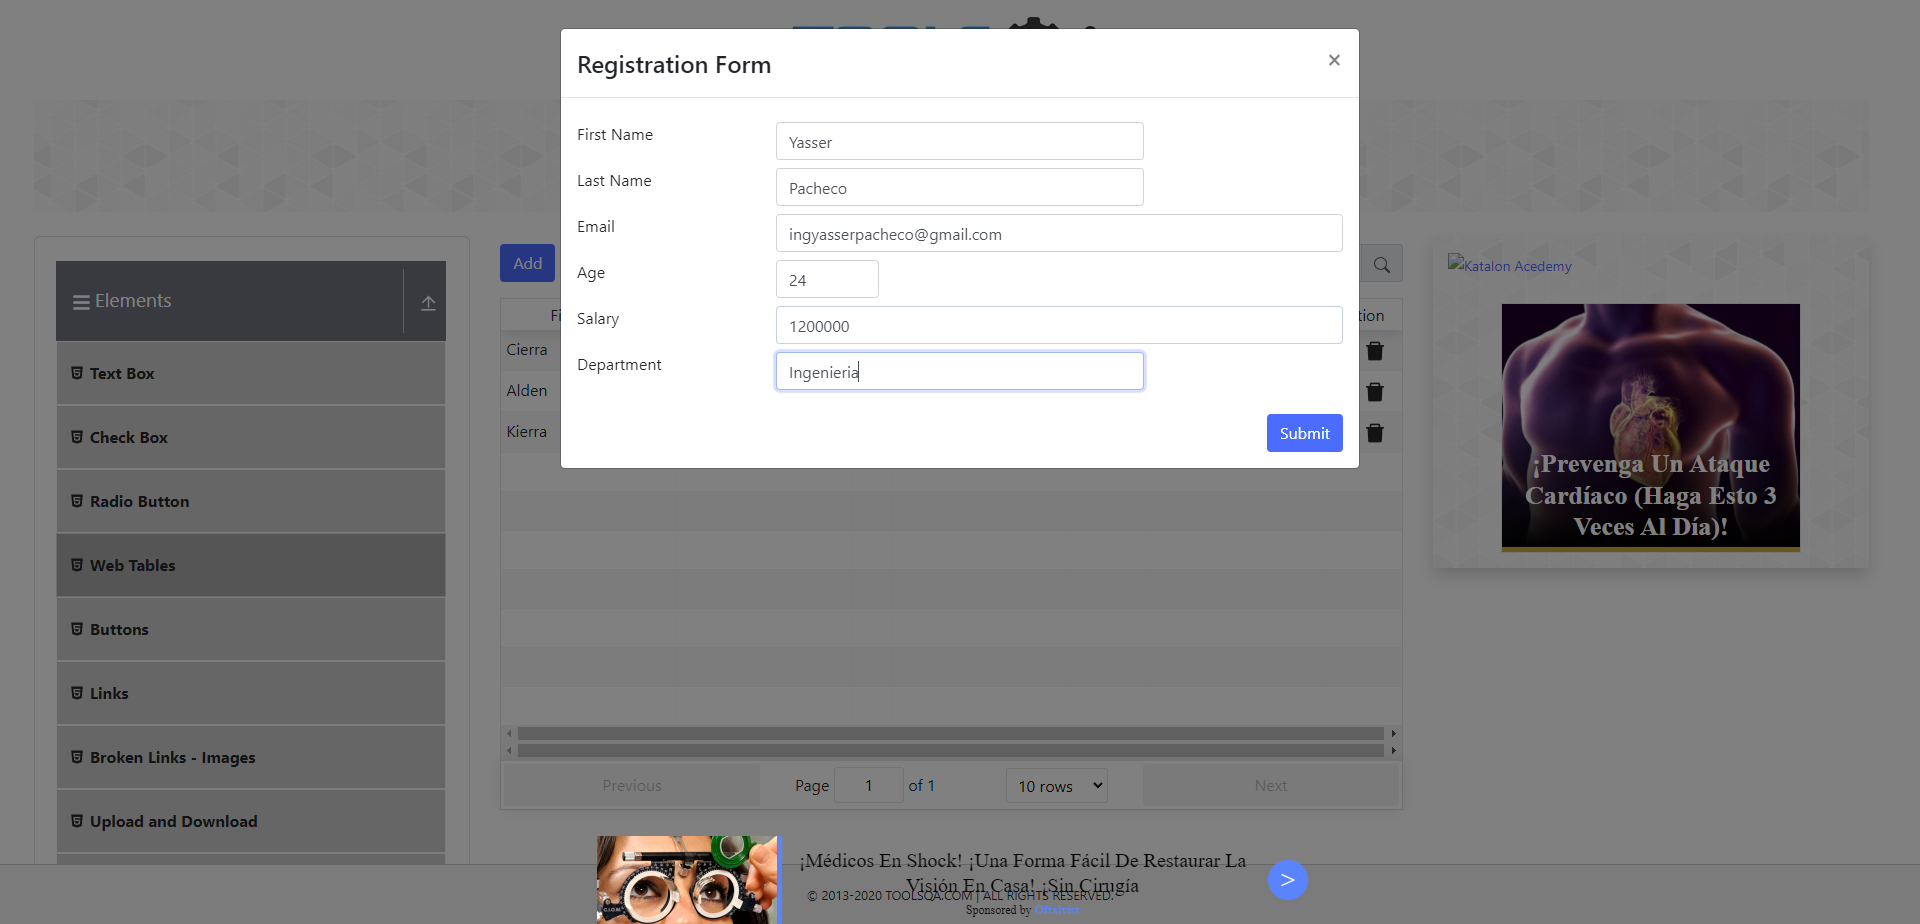 Registration Form
×
First Name
Yasser
Last Name
Pacheco
Email
ingyasserpacheco@gmail.com
Age
24
Salary
1200000
Department
Ingenieria
Submit
Elements
Text Box
Check Box
Radio Button
Web Tables
Buttons
Links
Broken Links - Images
Upload and Download
Add
Cierra
Alden
Kierra
Previous
Page 1 of 1
10 rows
Next
Katalon Acedemy
¡Prevenga Un Ataque
Cardíaco (Haga Esto 3
Veces Al Día)!
¡Médicos En Shock! ¡Una Forma Fácil De Restaurar La
Visión En Casa! ¡Sin Cirugía
>
© 2013-2020 TOOLSQA.COM | ALL RIGHTS RESERVED.
Sponsored by